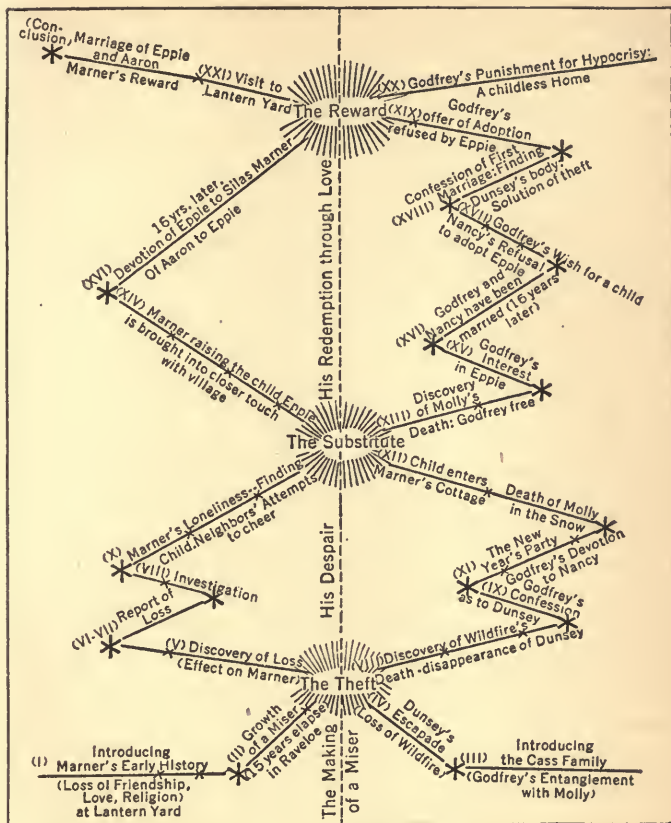 (Con-
clusion, Marriage of Eppie
and Aaron
Marner's Reward
(XXI) Visit to
Lantern Yard
The Reward
(XX) Godfrey's Punishment for Hypocrisy:
A childless Home
Godfrey's
(XIX) offer of Adoption
refused by Eppie
Confession of First
Marriage: Finding
(XVIII) Dunsey's body:
Solution of theft
(XVII) Godfrey's Wish for a child
Nancy's Refusal
to adopt Eppie
Godfrey and
Nancy have been
(XVI) married (16 years
later)
(XV) Godfrey's
Interest
in Eppie
16 yrs. later,
(XVI) Devotion of Eppie to Silas Marner
Of Aaron to Eppie
(XIV) Marner raising the child Eppie
is brought into closer touch
with village
His Redemption through Love
The Substitute
Discovery
(XIII) of Molly's
Death: Godfrey free
(XII) Child enters
Marner's Cottage
Death of Molly
in the Snow
The New
(XI) Year's Party
Godfrey's Devotion
to Nancy
Godfrey's
(IX) Confession
as to Dunsey
Discovery of Wildfire's
Death - disappearance of Dunsey
(X) Marner's Loneliness--Finding
Child. Neighbors' Attempts
to cheer
(VIII) Investigation
(VI-VII) Report of
Loss
(V) Discovery of Loss
(Effect on Marner)
His Despair
The Theft
(II) Growth
of a Miser
15 years elapse
in Raveloe
Dunsey's
(IV) Escapade
(Loss of Wildfire)
The Making
of a Miser
(I) Introducing
Marner's Early History
(Loss of Friendship,
Love, Religion)
at Lantern Yard
(III) Introducing
the Cass Family
(Godfrey's Entanglement
with Molly)